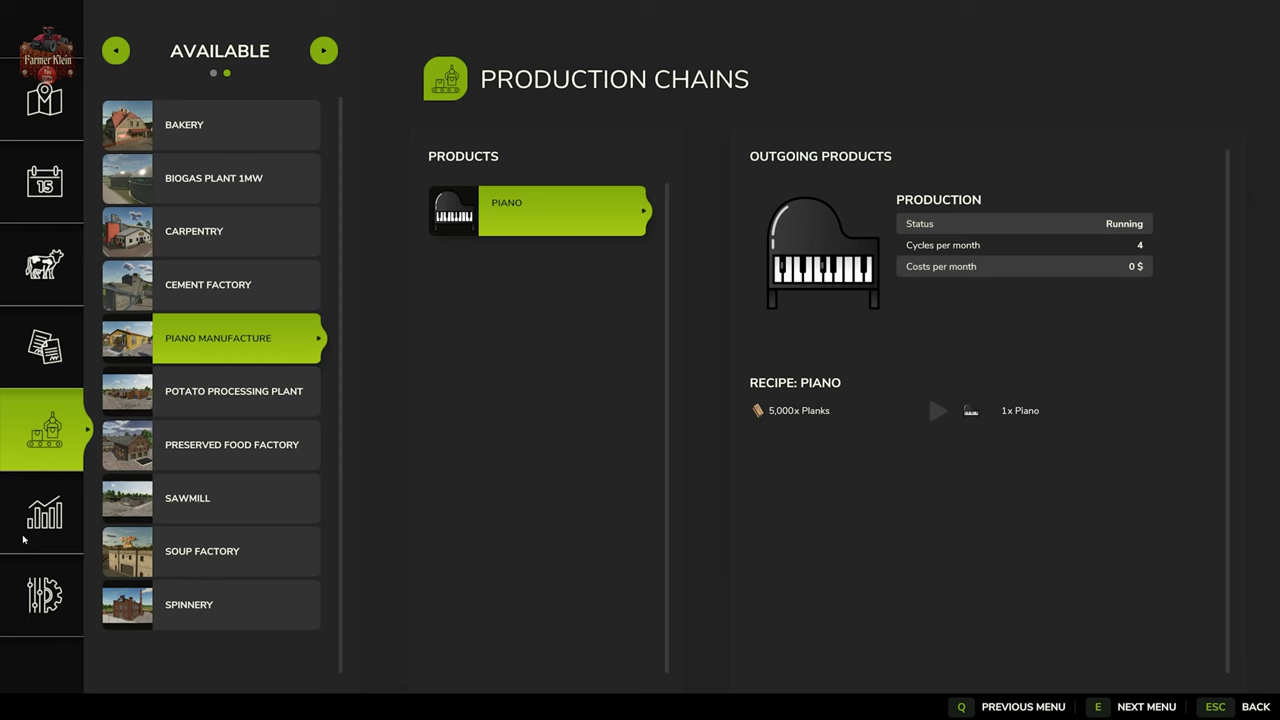 Farmer Klein
15
AVAILABLE
BAKERY
BIOGAS PLANT 1MW
CARPENTRY
CEMENT FACTORY
PIANO MANUFACTURE
POTATO PROCESSING PLANT
PRESERVED FOOD FACTORY
SAWMILL
SOUP FACTORY
SPINNERY
PRODUCTION CHAINS
PRODUCTS
PIANO
OUTGOING PRODUCTS
PRODUCTION
Status Running
Cycles per month 4
Costs per month 0 $
RECIPE: PIANO
5,000x Planks 1x Piano
Q PREVIOUS MENU E NEXT MENU ESC BACK